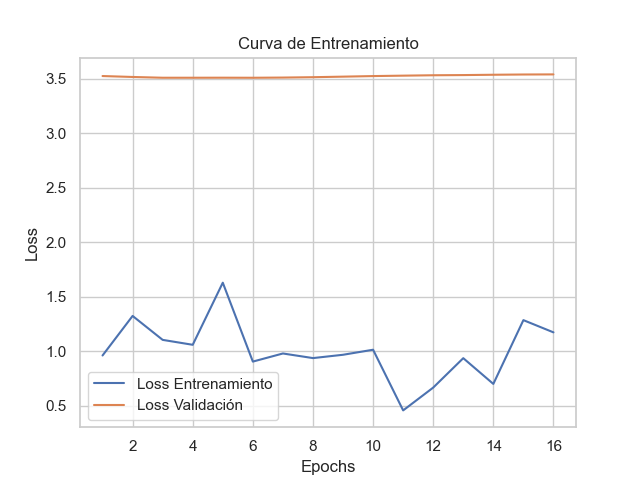 Curva de Entrenamiento
3.5
3.0
2.5
2.0
1.5
1.0
0.5
Loss
Loss Entrenamiento
Loss Validación
2 4 6 8 10 12 14 16
Epochs